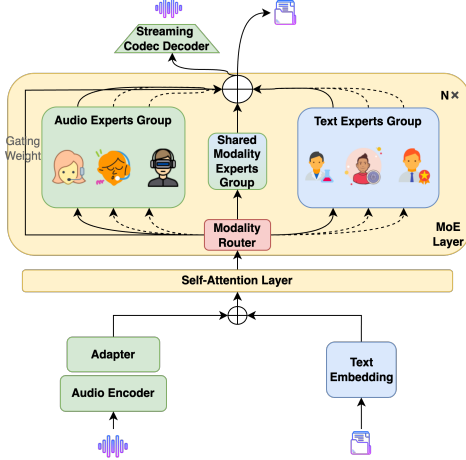 Streaming
Codec Decoder
N×
Audio Experts Group
Text Experts Group
Gating
Weight
Shared
Modality
Experts
Group
Modality
Router
MoE
Layer
Self-Attention Layer
Adapter
Audio Encoder
Text
Embedding